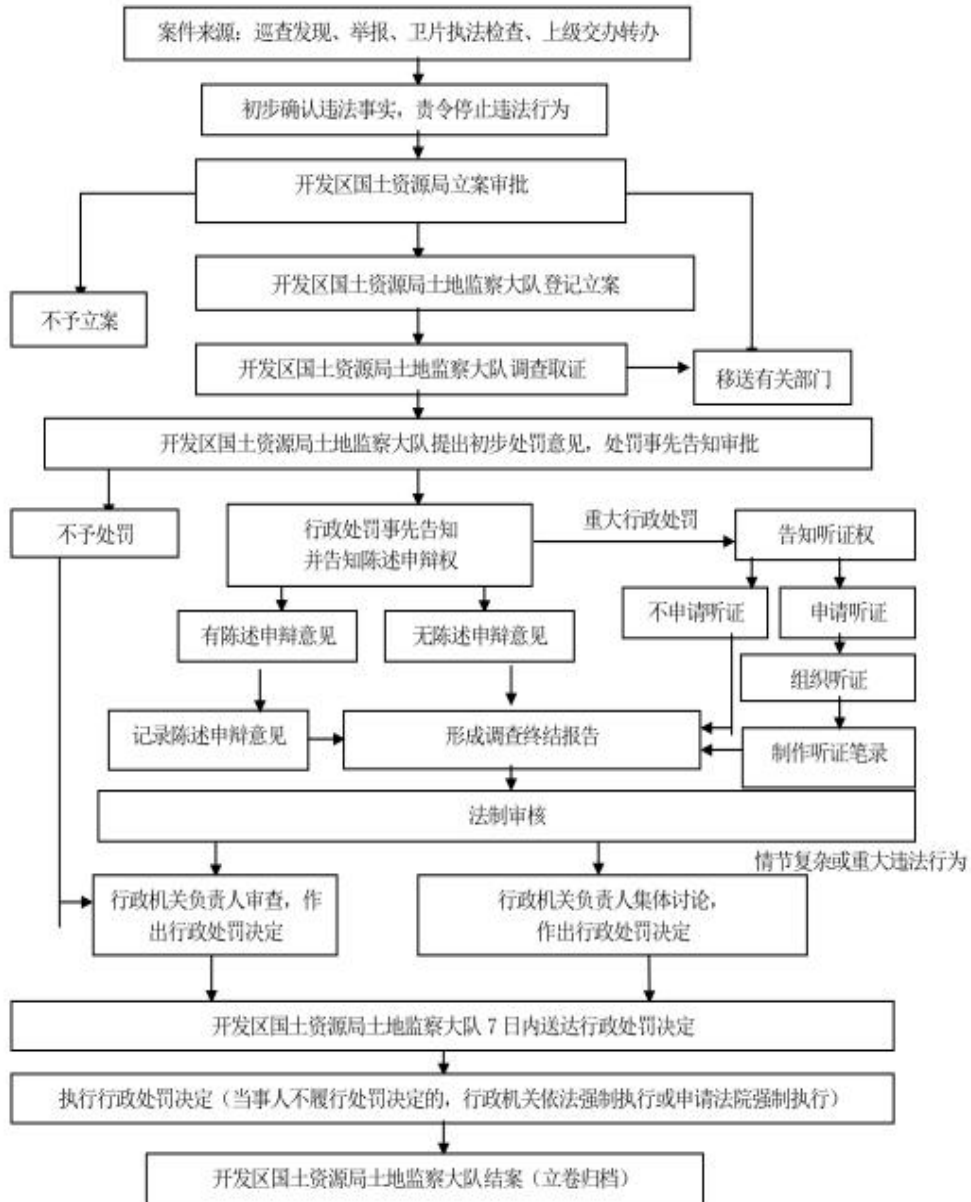 案件来源：巡查发现、举报、卫片执法检查、上级交办转办
初步确认违法事实，责令停止违法行为
开发区国土资源局立案审批
开发区国土资源局土地监察大队登记立案
不予立案
开发区国土资源局土地监察大队调查取证
移送有关部门
开发区国土资源局土地监察大队提出初步处罚意见，处罚事先告知审批
不予处罚
行政处罚事先告知
并告知陈述申辩权
重大行政处罚
告知听证权
有陈述申辩意见
无陈述申辩意见
不申请听证
申请听证
组织听证
记录陈述申辩意见
形成调查终结报告
制作听证笔录
法制审核
情节复杂或重大违法行为
行政机关负责人审查，作
出行政处罚决定
行政机关负责人集体讨论，
作出行政处罚决定
开发区国土资源局土地监察大队 7 日内送达行政处罚决定
执行行政处罚决定（当事人不履行处罚决定的，行政机关依法强制执行或申请法院强制执行）
开发区国土资源局土地监察大队结案（立卷归档）